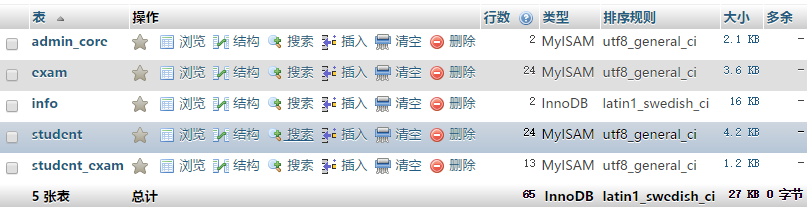 表 操作 行数 类型 排序规则 大小 多余
admin_core 浏览 结构 搜索 插入 清空 删除 2 MyISAM utf8_general_ci 2.1 KB -
exam 浏览 结构 搜索 插入 清空 删除 24 MyISAM utf8_general_ci 3.6 KB -
info 浏览 结构 搜索 插入 清空 删除 2 InnoDB latin1_swedish_ci 16 KB -
student 浏览 结构 搜索 插入 清空 删除 24 MyISAM utf8_general_ci 4.2 KB -
student_exam 浏览 结构 搜索 插入 清空 删除 13 MyISAM utf8_general_ci 1.2 KB -
5 张表 总计 65 InnoDB latin1_swedish_ci 27 KB 0 字节